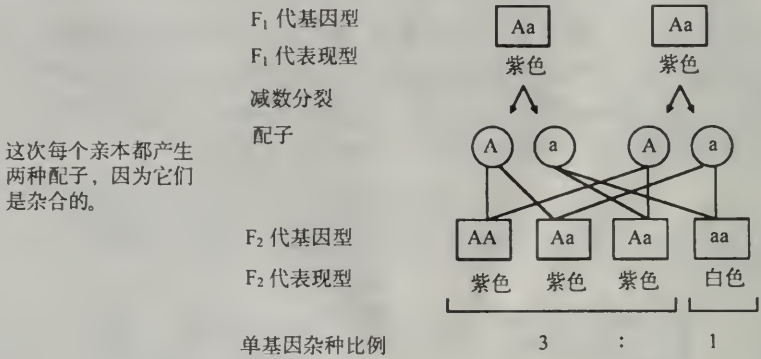 F₁ 代基因型 Aa Aa
F₁ 代表现型 紫色 紫色
减数分裂
配子 A a A a
这次每个亲本都产生
两种配子，因为它们
是杂合的。
F₂ 代基因型 AA Aa Aa aa
F₂ 代表现型 紫色 紫色 紫色 白色
单基因杂种比例 3 : 1